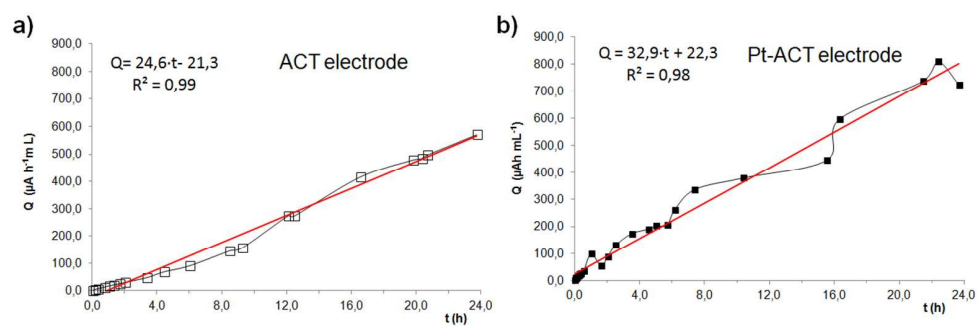 a)
Q= 24,6·t- 21,3
R² = 0,99
ACT electrode
Q (µA h⁻¹m L)
900,0
800,0
700,0
600,0
500,0
400,0
300,0
200,0
100,0
0,0
0,0 4,0 8,0 12,0 16,0 20,0 24,0
t (h)
b)
Q = 32,9·t + 22,3
R² = 0,98
Pt-ACT electrode
Q (µAh mL⁻¹)
900,0
800,0
700,0
600,0
500,0
400,0
300,0
200,0
100,0
0,0
0,0 4,0 8,0 12,0 16,0 20,0 24,0
t (h)